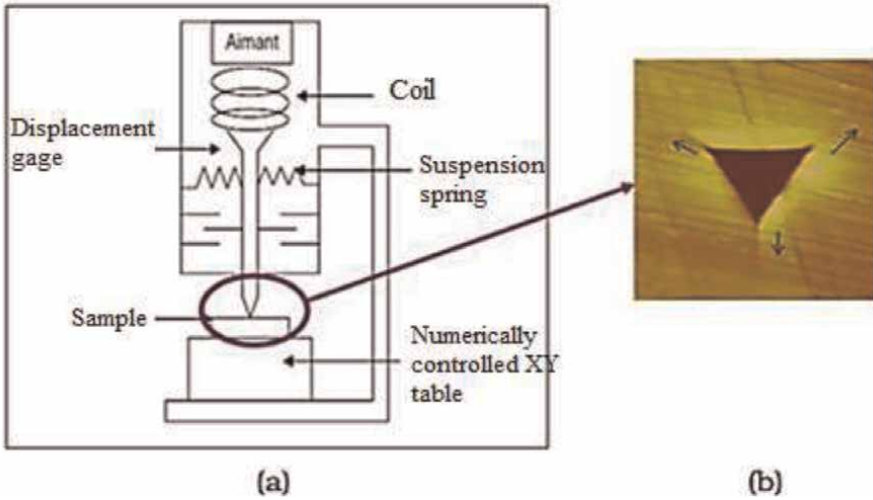 Aimant
Coil
Displacement
gage
Suspension
spring
Sample
Numerically
controlled XY
table
(a)
(b)